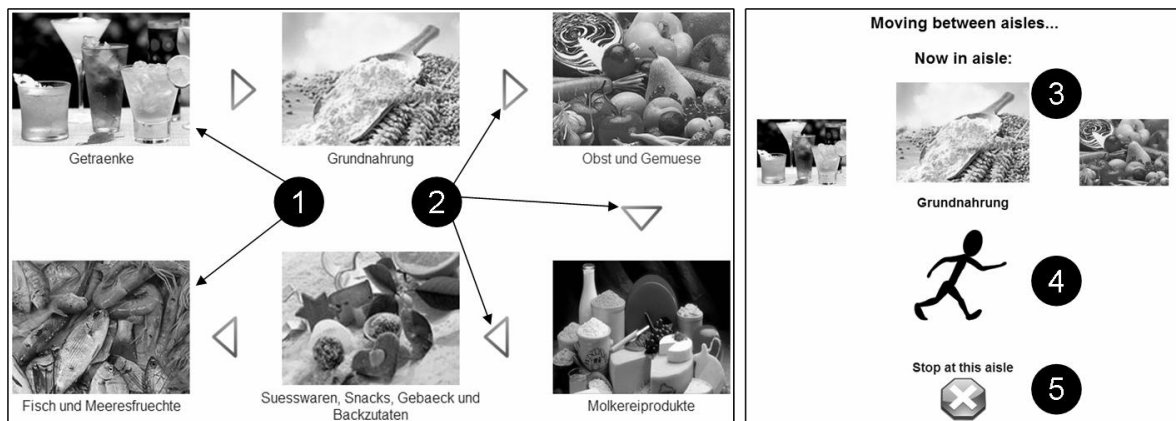 Getraenke
Grundnahrung
Obst und Gemuese
1
2
Fisch und Meeresfruechte
Suesswaren, Snacks, Gebaeck und
Backzutaten
Molkereiprodukte
Moving between aisles...
Now in aisle:
3
Grundnahrung
4
Stop at this aisle
5